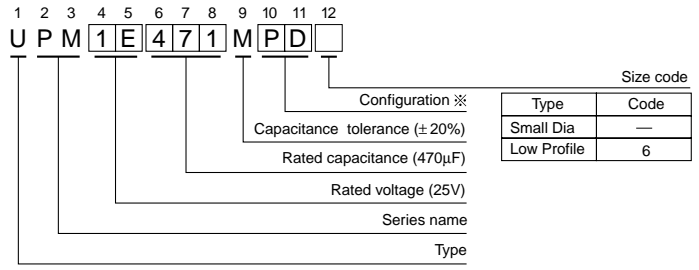 1 2 3 4 5 6 7 8 9 10 11 12
U P M 1 E 4 7 1 M P D
Size code
Configuration ※
Capacitance tolerance (±20%)
Rated capacitance (470μF)
Rated voltage (25V)
Series name
Type
Type Code
Small Dia —
Low Profile 6